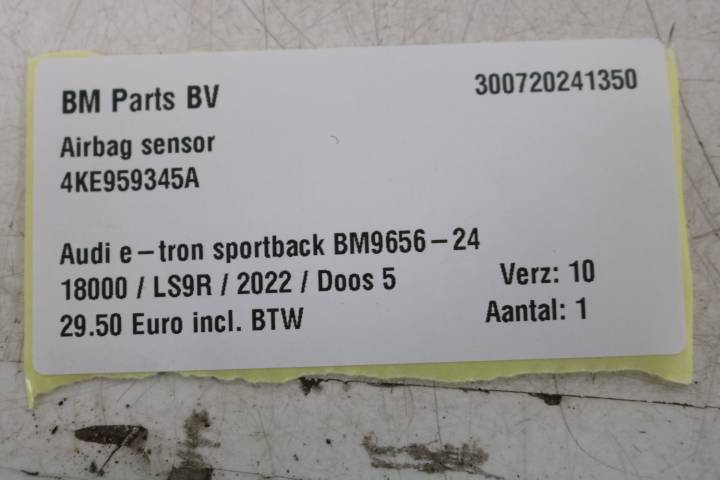 BM Parts BV 300720241350
Airbag sensor
4KE959345A
Audi e-tron sportback BM9656-24
18000 / LS9R / 2022 / Doos 5 Verz: 10
29.50 Euro incl. BTW Aantal: 1